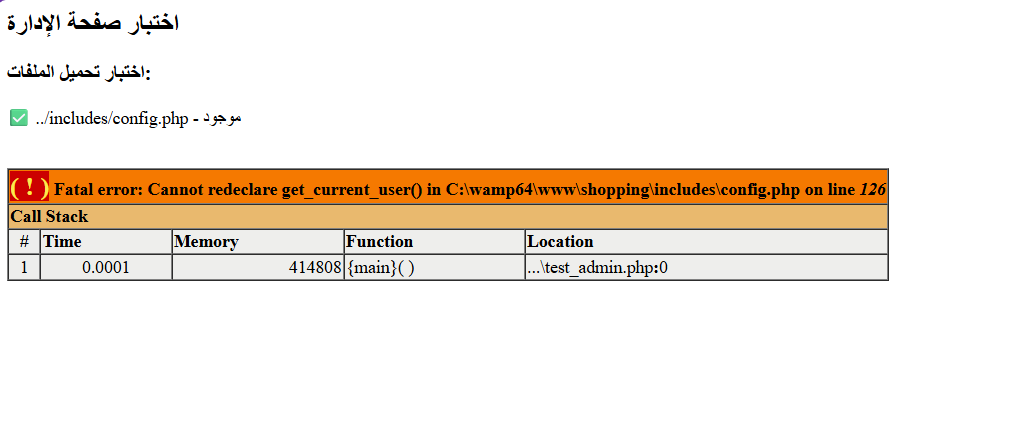 اختبار صفحة الإدارة
اختبار تحميل الملفات:
✅ ../includes/config.php - موجود
( ! ) Fatal error: Cannot redeclare get_current_user() in C:\wamp64\www\shopping\includes\config.php on line 126
Call Stack
# Time Memory Function Location
1 0.0001 414808 {main}( ) ...\test_admin.php:0